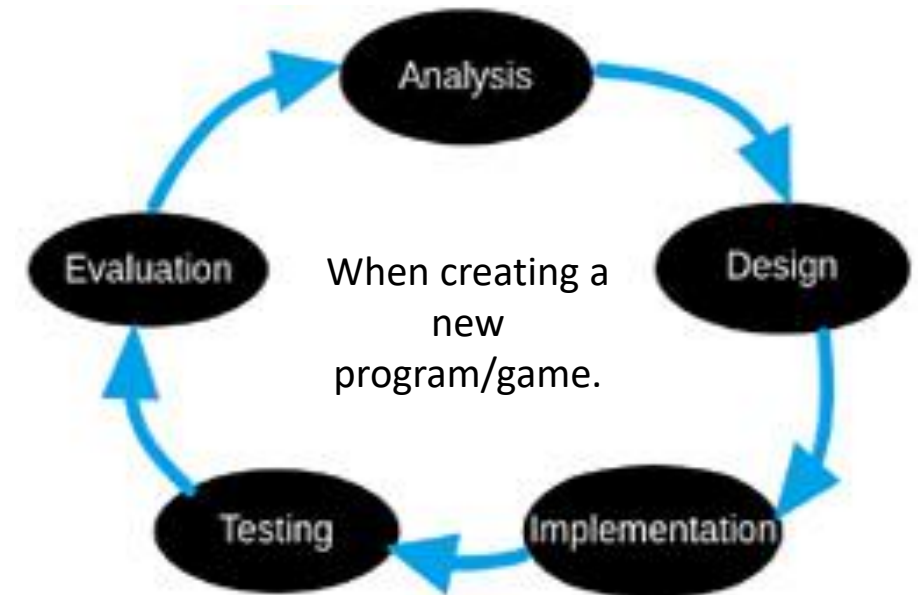 Analysis
Evaluation
Design
When creating a
new
program/game.
Testing
Implementation